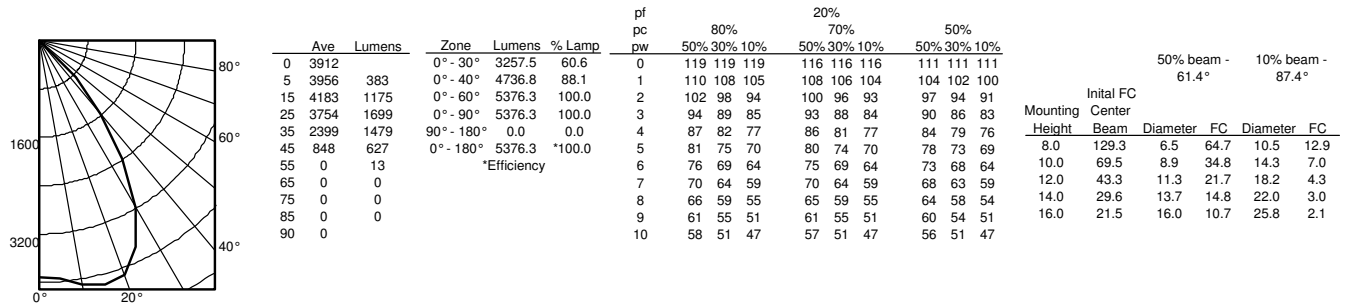 80°
60°
40°
1600
3200
0° 20°
Ave Lumens
0 3912
5 3956 383
15 4183 1175
25 3754 1699
35 2399 1479
45 848 627
55 0 13
65 0 0
75 0 0
85 0 0
90 0
Zone Lumens % Lamp
0° - 30° 3257.5 60.6
0° - 40° 4736.8 88.1
0° - 60° 5376.3 100.0
0° - 90° 5376.3 100.0
90° - 180° 0.0 0.0
0° - 180° 5376.3 *100.0
*Efficiency
pf 20%
pc 80% 70% 50%
pw 50% 30% 10% 50% 30% 10% 50% 30% 10%
0 119 119 119 116 116 116 111 111 111
1 110 108 105 108 106 104 104 102 100
2 102 98 94 100 96 93 97 94 91
3 94 89 85 93 88 84 90 86 83
4 87 82 77 86 81 77 84 79 76
5 81 75 70 80 74 70 78 73 69
6 76 69 64 75 69 64 73 68 64
7 70 64 59 70 64 59 68 63 59
8 66 59 55 65 59 55 64 58 54
9 61 55 51 61 55 51 60 54 51
10 58 51 47 57 51 47 56 51 47
50% beam - 10% beam -
61.4° 87.4°
Inital FC
Mounting Center
Height Beam Diameter FC Diameter FC
8.0 129.3 6.5 64.7 10.5 12.9
10.0 69.5 8.9 34.8 14.3 7.0
12.0 43.3 11.3 21.7 18.2 4.3
14.0 29.6 13.7 14.8 22.0 3.0
16.0 21.5 16.0 10.7 25.8 2.1